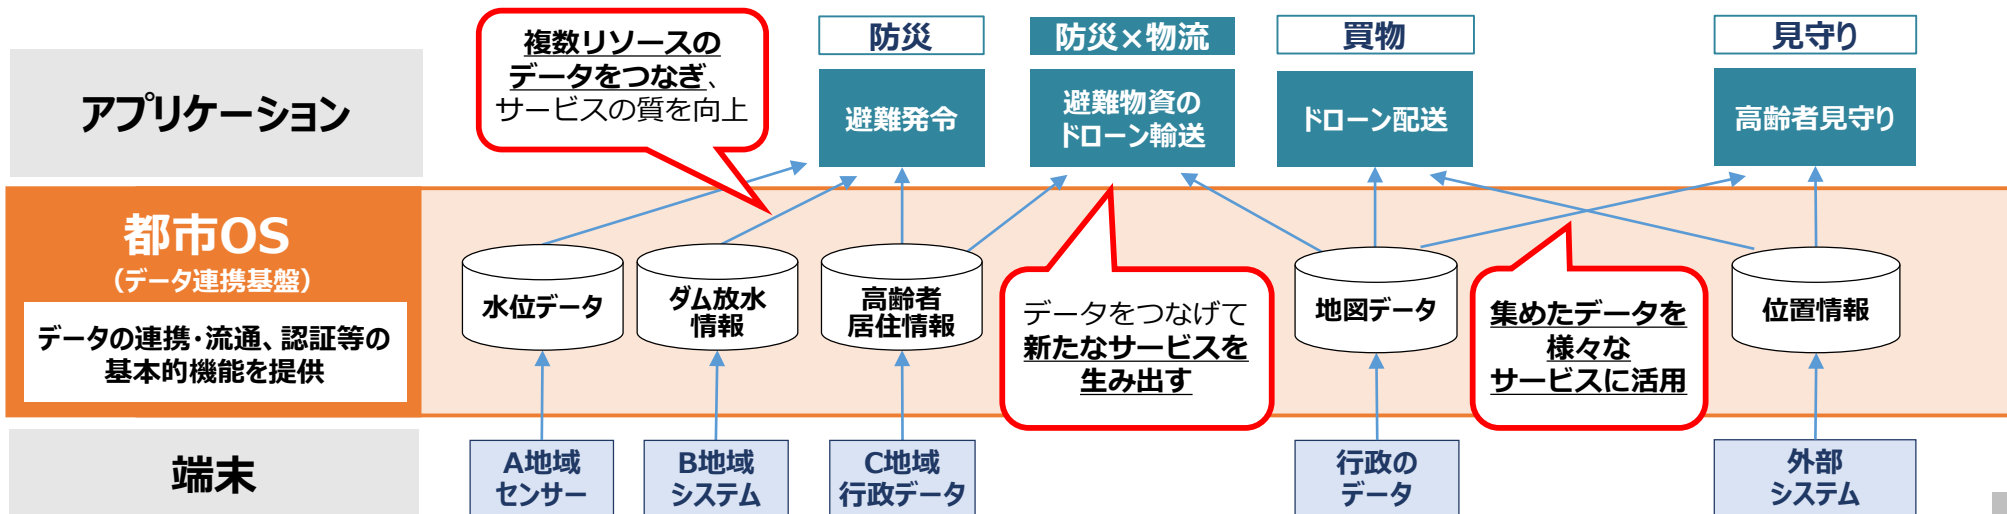 複数リソースの
データをつなぎ、
サービスの質を向上
防災
防災×物流
買物
見守り
アプリケーション
避難発令
避難物資の
ドローン輸送
ドローン配送
高齢者見守り
都市OS
（データ連携基盤）
データの連携・流通、認証等の
基本的機能を提供
水位データ
ダム放水
情報
高齢者
居住情報
データをつなげて
新たなサービスを
生み出す
地図データ
集めたデータを
様々な
サービスに活用
位置情報
端末
A地域
センサー
B地域
システム
C地域
行政データ
行政の
データ
外部
システム